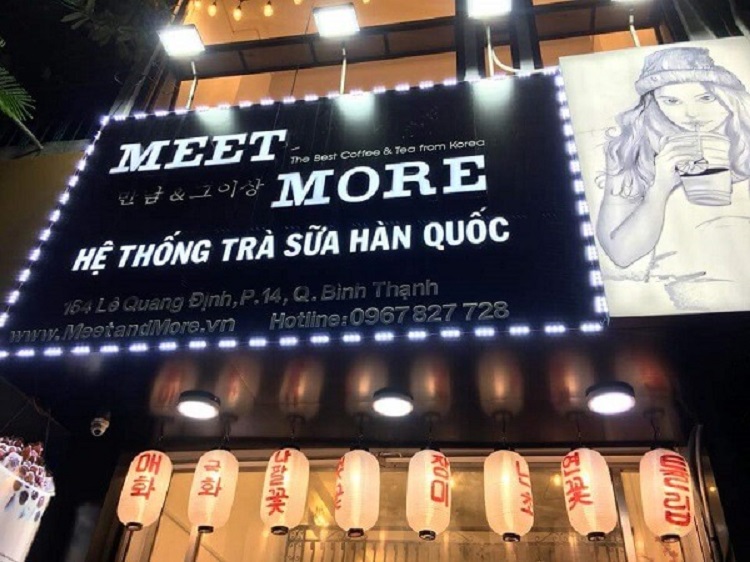 MEET
The Best Coffee & Tea from Korea
만남 & 그 이상
MORE
HỆ THỐNG TRÀ SỮA HÀN QUỐC
164 Lê Quang Định, P.14, Q. Bình Thạnh
www.MeetandMore.vn Hotline: 0967 827 728
매화
국화
나팔꽃
장미
연꽃